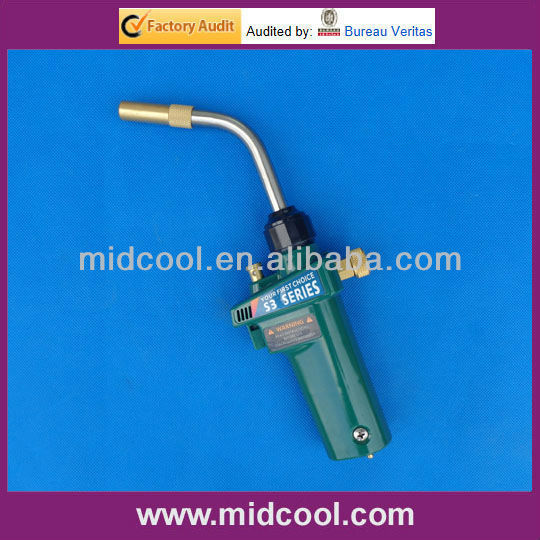 Factory Audit Audited by: Bureau Veritas
midcool.en.alibaba.com
YOUR FIRST CHOICE
S3 SERIES
WARNING
www.midcool.com